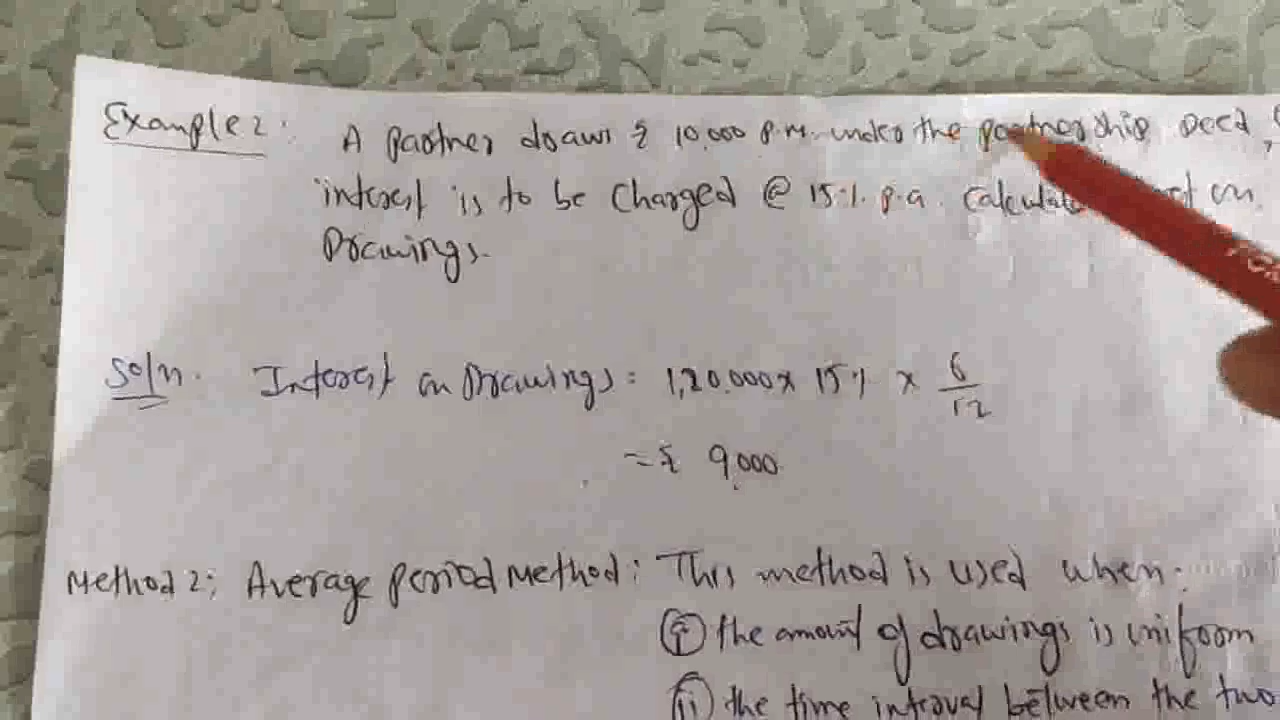 Example 2: A partner draws ₹ 10,000 p.m. under the partnership Deed,
interest is to be charged @ 15% p.a. on
Drawings.
Soln. Interest on Drawings = 1,20,000 x 15% x 6/12
= ₹ 9,000
Method 2: Average period Method: This method is used when.
(i) the amount of drawings is uniform
(ii) the time interval between the two